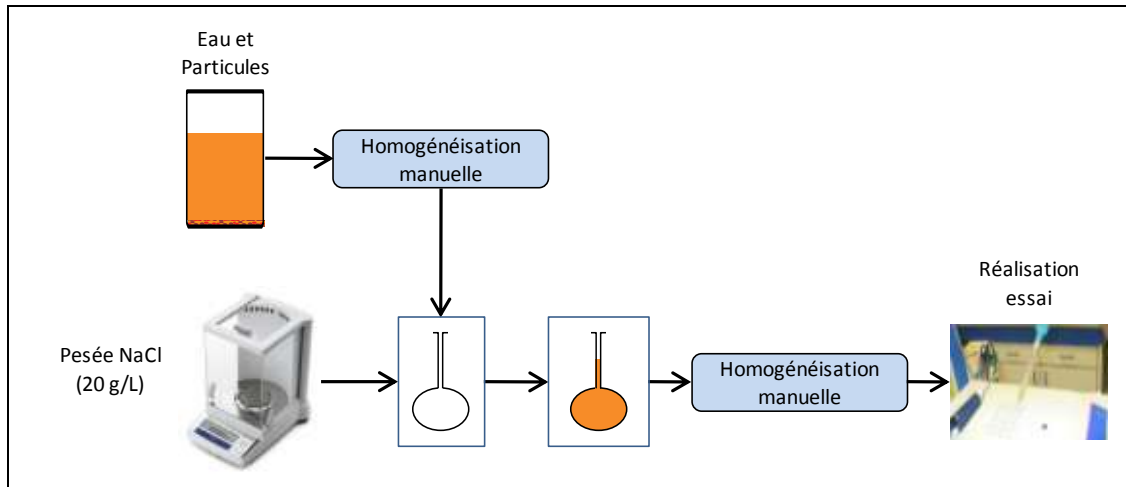 Eau et
Particules
Homogénéisation
manuelle
Réalisation
essai
Pesée NaCl
(20 g/L)
Homogénéisation
manuelle